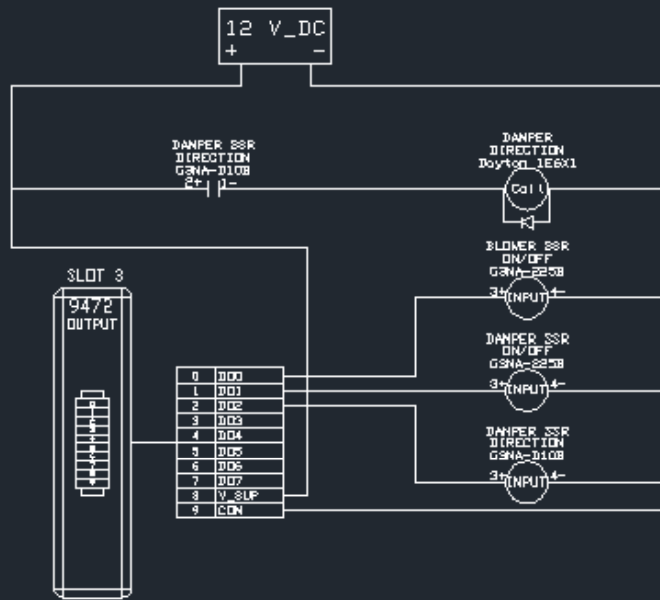 12 V_DC
+ -
DAMPER SSR
DIRECTION
G3NA-D10B
2+ 1-
DAMPER
DIRECTION
Dayton 1E6X1
Coil
BLOWER SSR
ON/OFF
G3NA-225B
3+ INPUT 4-
SLOT 3
9472
OUTPUT
DAMPER SSR
ON/OFF
G3NA-225B
3+ INPUT 4-
0 DO0
1 DO1
2 DO2
3 DO3
4 DO4
5 DO5
6 DO6
7 DO7
8 V_SUP
9 COM
DAMPER SSR
DIRECTION
G3NA-D10B
3+ INPUT 4-